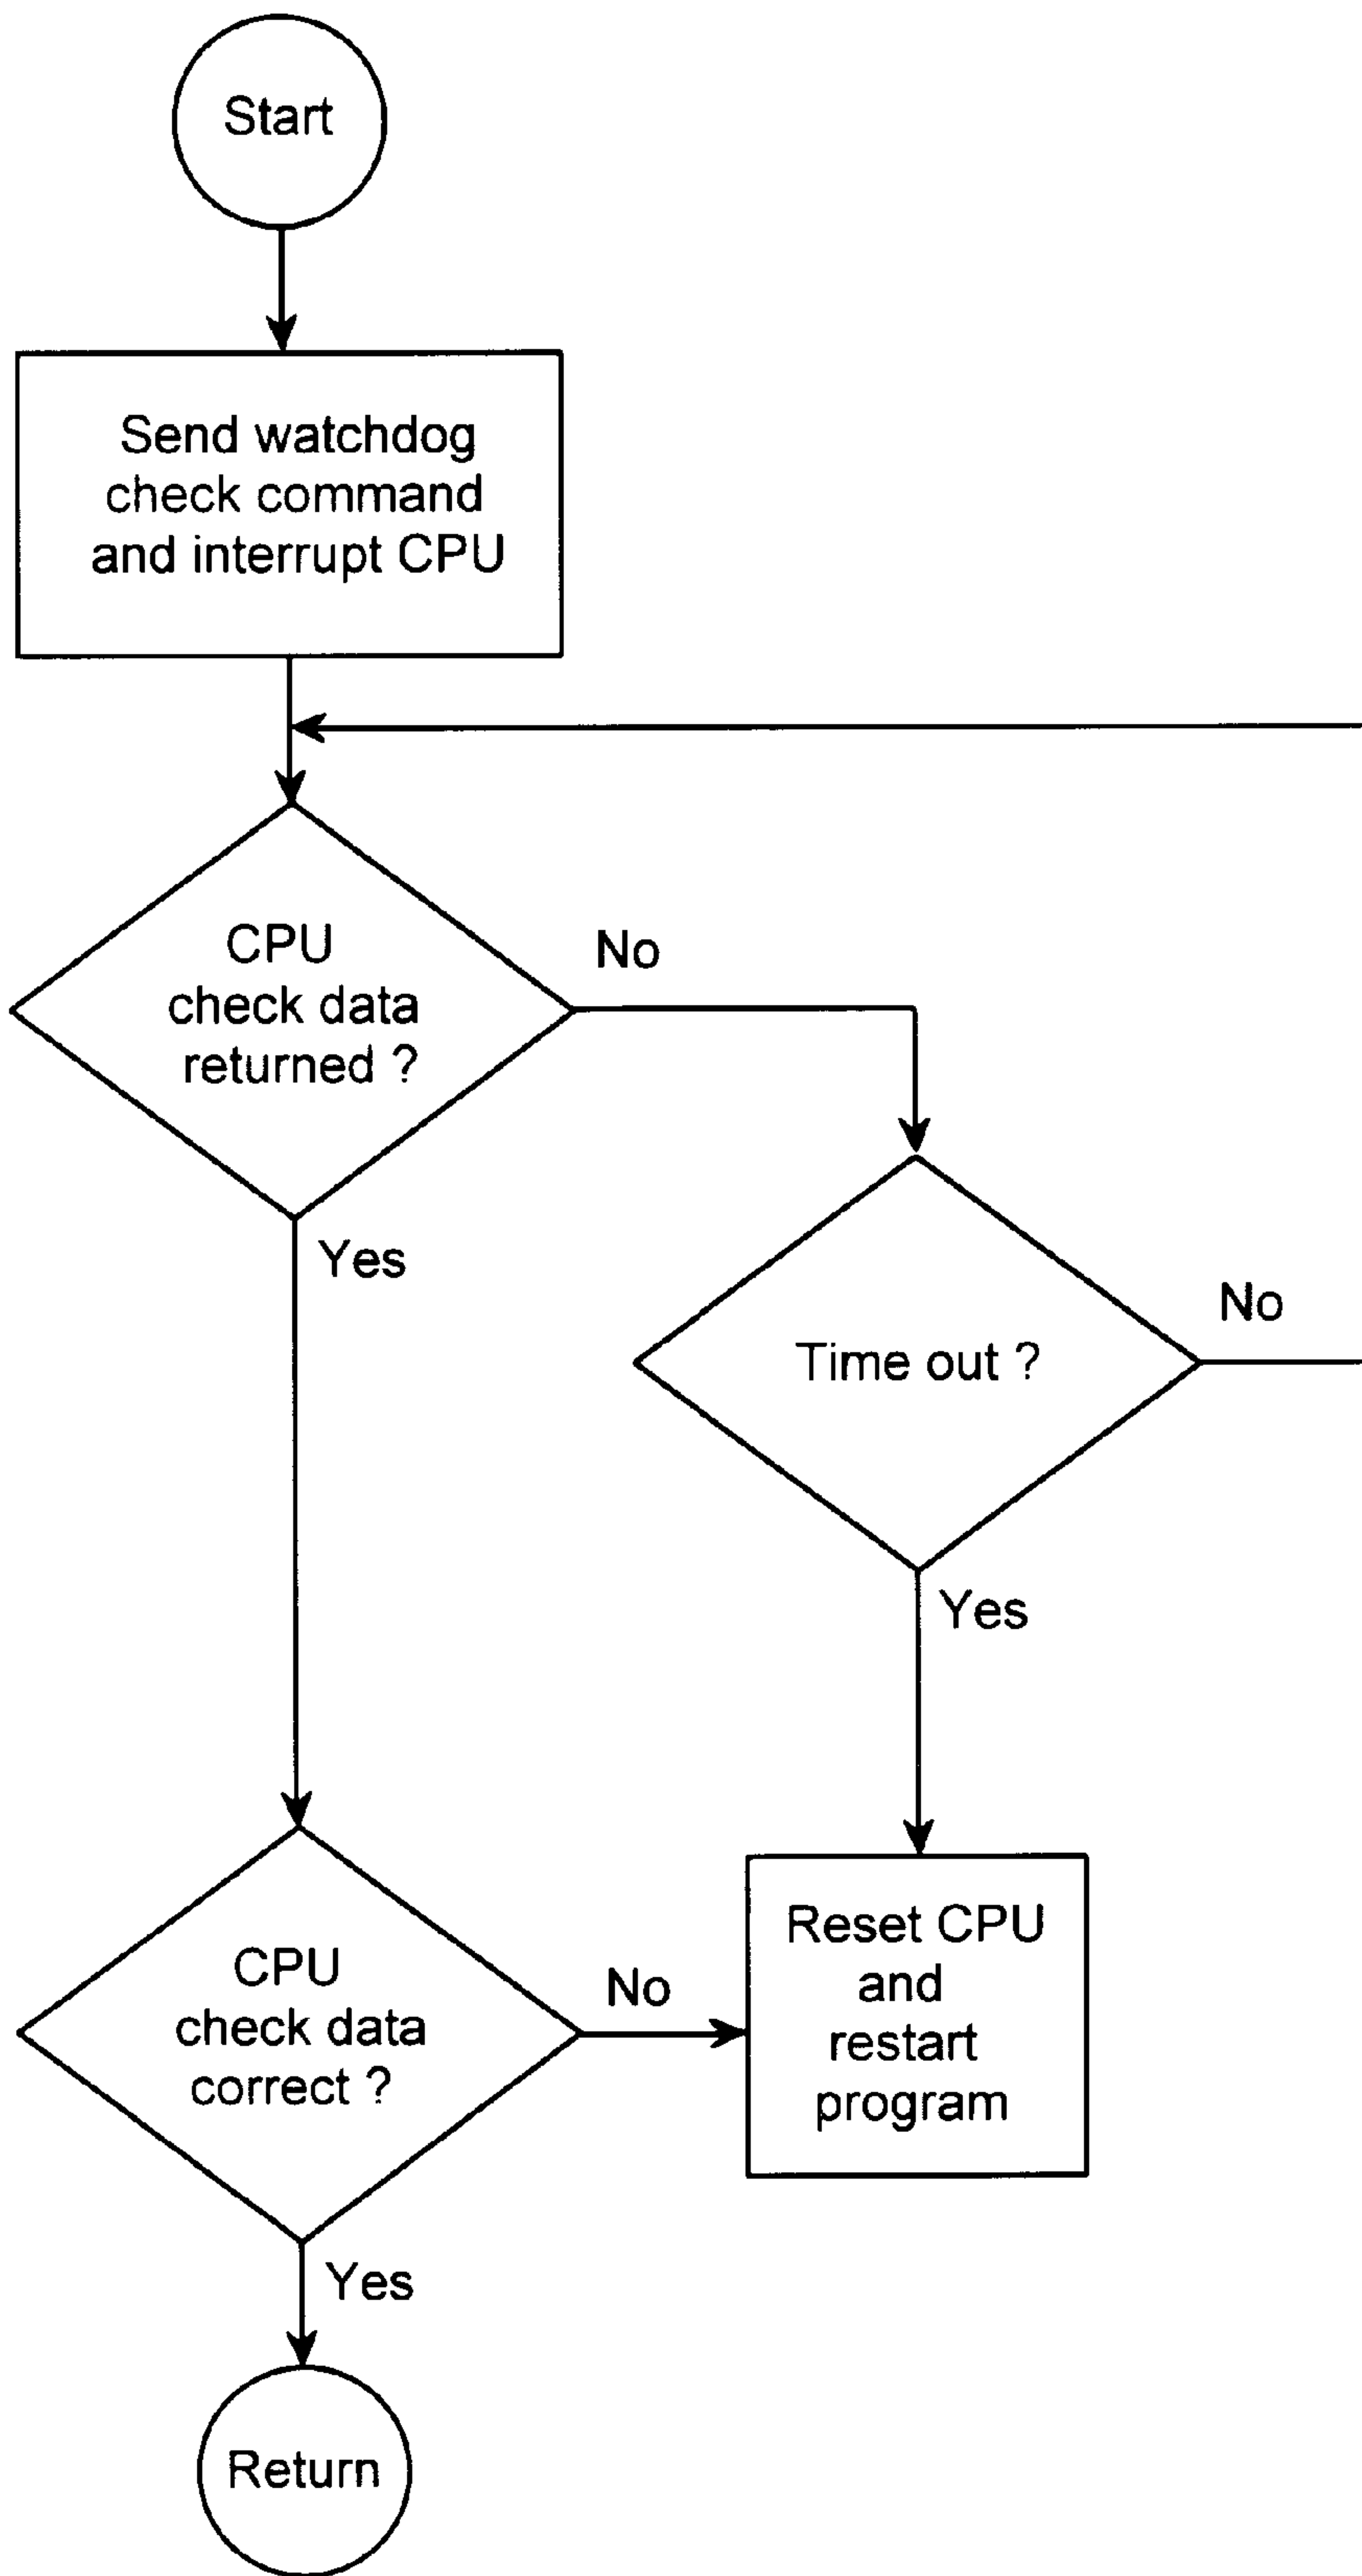 Start
Send watchdog
check command
and interrupt CPU
CPU
check data
returned ?
No
Yes
Time out ?
No
Yes
CPU
check data
correct ?
No
Reset CPU
and
restart
program
Yes
Return